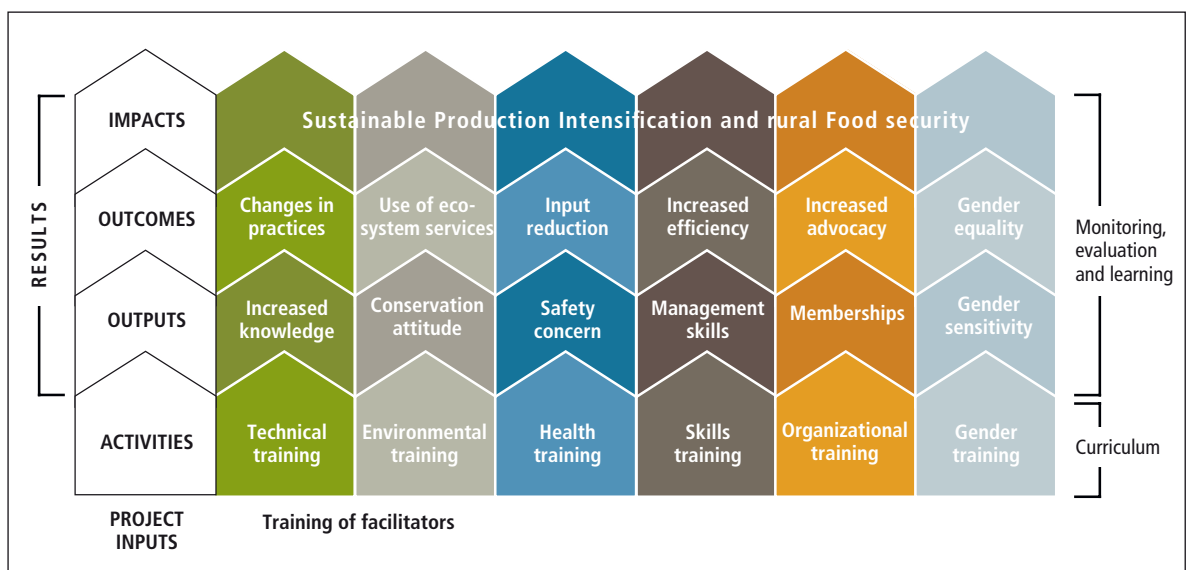 IMPACTS
Sustainable Production Intensification and rural Food security
RESULTS
OUTCOMES
Changes in
practices
Use of eco-
system services
Input
reduction
Increased
efficiency
Increased
advocacy
Gender
equality
Monitoring,
evaluation
and learning
OUTPUTS
Increased
knowledge
Conservation
attitude
Safety
concern
Management
skills
Memberships
Gender
sensitivity
ACTIVITIES
Technical
training
Environmental
training
Health
training
Skills
training
Organizational
training
Gender
training
Curriculum
PROJECT
INPUTS
Training of facilitators